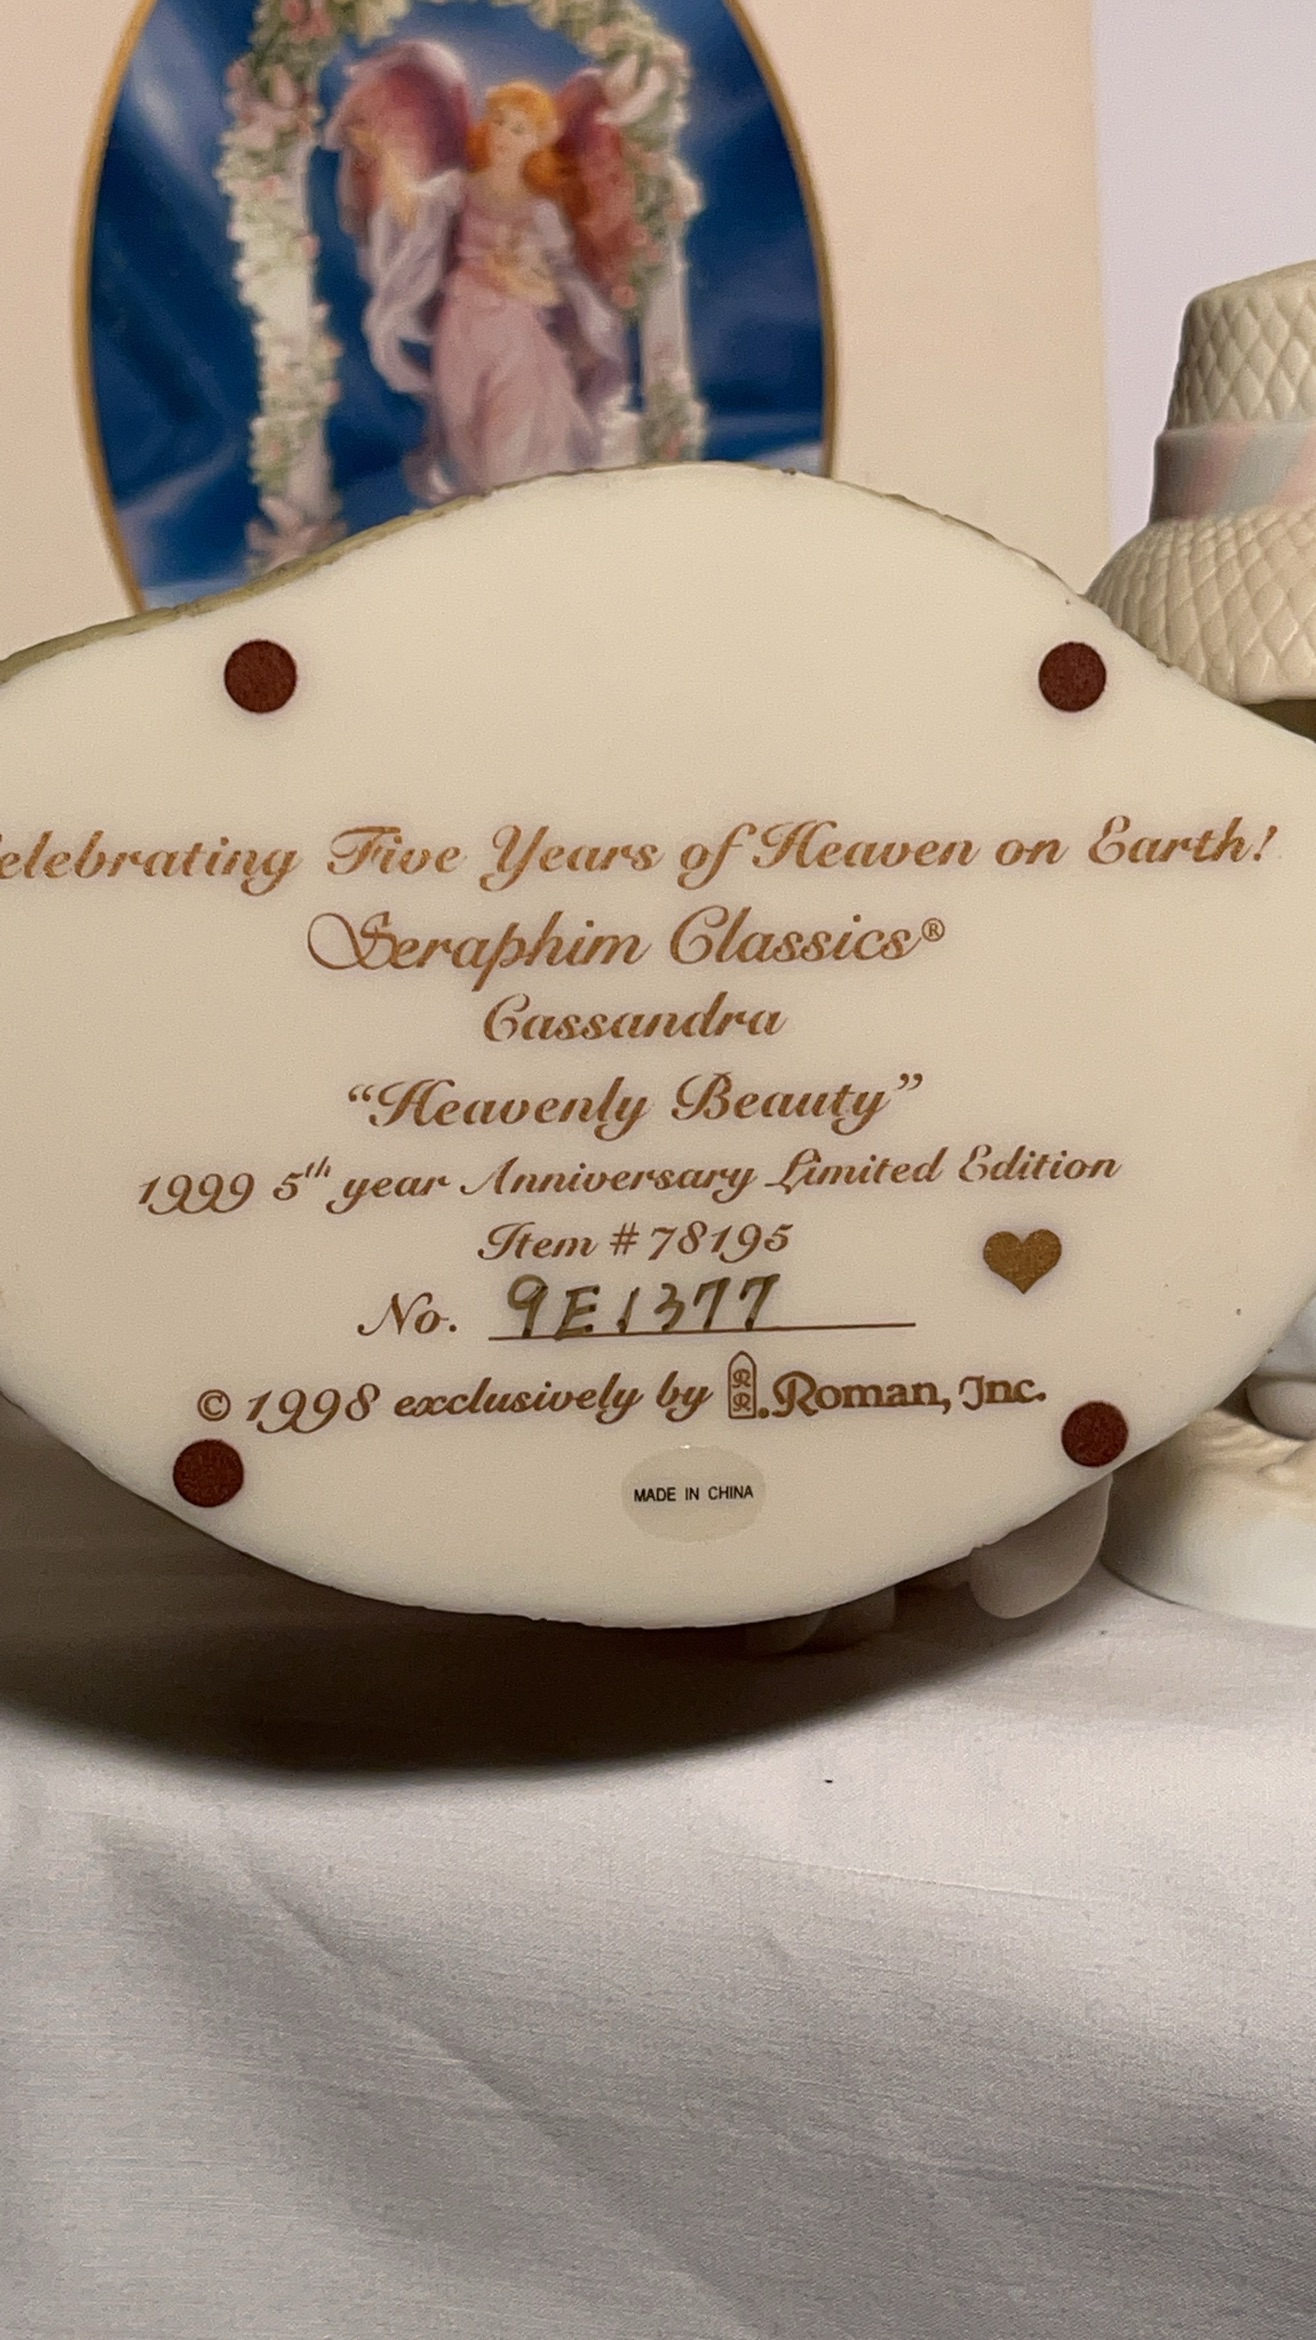 elebrating Five Years of Heaven on Earth!
Seraphim Classics®
Cassandra
“Heavenly Beauty”
1999 5th year Anniversary Limited Edition
Item # 78195
No. 9E1377
© 1998 exclusively by RR. Roman, Inc.
MADE IN CHINA